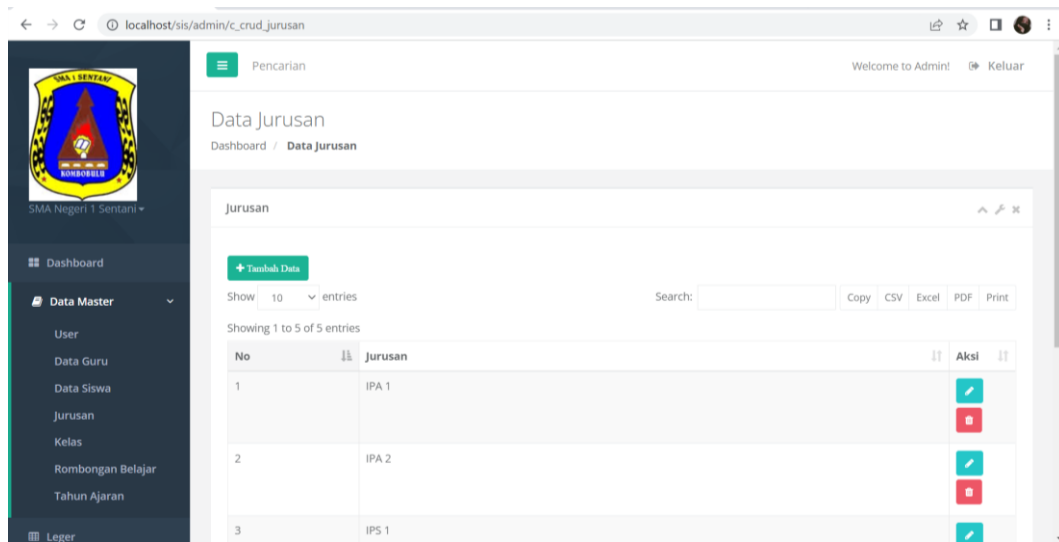 localhost/sis/admin/c_crud_jurusan
SMA 1 SENTANI
KOMBOBULU
SMA Negeri 1 Sentani
Dashboard
Data Master
User
Data Guru
Data Siswa
Jurusan
Kelas
Rombongan Belajar
Tahun Ajaran
Leger
Pencarian
Welcome to Admin! Keluar
Data Jurusan
Dashboard / Data Jurusan
Jurusan
+ Tambah Data
Show 10 entries Search: Copy CSV Excel PDF Print
Showing 1 to 5 of 5 entries
No Jurusan Aksi
1 IPA 1
2 IPA 2
3 IPS 1